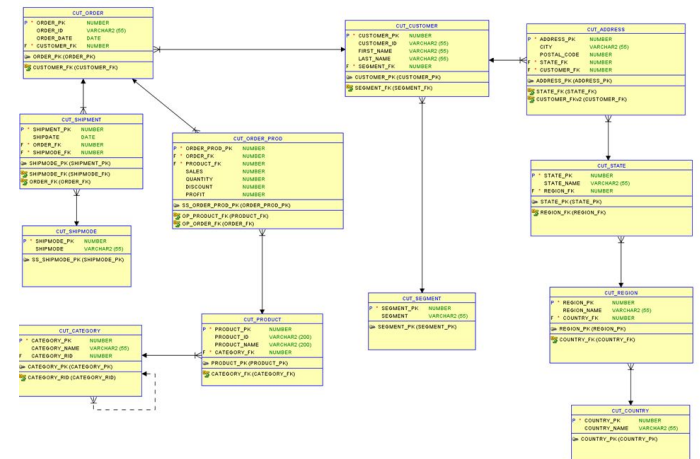 CUT_ORDER
P * ORDER_PK NUMBER
ORDER_ID VARCHAR2 (55)
ORDER_DATE DATE
F * CUSTOMER_FK NUMBER
ORDER_PK (ORDER_PK)
CUSTOMER_FK (CUSTOMER_FK)
CUT_CUSTOMER
P * CUSTOMER_PK NUMBER
CUSTOMER_ID VARCHAR2 (55)
FIRST_NAME VARCHAR2 (55)
LAST_NAME VARCHAR2 (55)
F * SEGMENT_FK NUMBER
CUSTOMER_PK (CUSTOMER_PK)
SEGMENT_FK (SEGMENT_FK)
CUT_ADDRESS
P * ADDRESS_PK NUMBER
CITY VARCHAR2 (55)
POSTAL_CODE NUMBER
F * STATE_FK NUMBER
F * CUSTOMER_FK NUMBER
ADDRESS_PK (ADDRESS_PK)
STATE_FK (STATE_FK)
CUSTOMER_FKv2 (CUSTOMER_FK)
CUT_SHIPMENT
P * SHIPMENT_PK NUMBER
SHIPDATE DATE
F * ORDER_FK NUMBER
F * SHIPMODE_FK NUMBER
SHIPMODE_PK (SHIPMENT_PK)
SHIPMODE_FK (SHIPMODE_FK)
ORDER_FK (ORDER_FK)
CUT_ORDER_PROD
P * ORDER_PROD_PK NUMBER
F * ORDER_FK NUMBER
F * PRODUCT_FK NUMBER
SALES NUMBER
QUANTITY NUMBER
DISCOUNT NUMBER
PROFIT NUMBER
SS_ORDER_PROD_PK (ORDER_PROD_PK)
OP_PRODUCT_FK (PRODUCT_FK)
OP_ORDER_FK (ORDER_FK)
CUT_STATE
P * STATE_PK NUMBER
STATE_NAME VARCHAR2 (55)
F * REGION_FK NUMBER
STATE_PK (STATE_PK)
REGION_FK (REGION_FK)
CUT_SHIPMODE
P * SHIPMODE_PK NUMBER
SHIPMODE VARCHAR2 (55)
SS_SHIPMODE_PK (SHIPMODE_PK)
CUT_SEGMENT
P * SEGMENT_PK NUMBER
SEGMENT VARCHAR2 (55)
SEGMENT_PK (SEGMENT_PK)
CUT_REGION
P * REGION_PK NUMBER
REGION_NAME VARCHAR2 (55)
F * COUNTRY_FK NUMBER
REGION_PK (REGION_PK)
COUNTRY_FK (COUNTRY_FK)
CUT_CATEGORY
P * CATEGORY_PK NUMBER
CATEGORY_NAME VARCHAR2 (55)
F CATEGORY_RID NUMBER
CATEGORY_PK (CATEGORY_PK)
CATEGORY_RID (CATEGORY_RID)
CUT_PRODUCT
P * PRODUCT_PK NUMBER
PRODUCT_ID VARCHAR2 (200)
PRODUCT_NAME VARCHAR2 (200)
F * CATEGORY_FK NUMBER
PRODUCT_PK (PRODUCT_PK)
CATEGORY_FK (CATEGORY_FK)
CUT_COUNTRY
P * COUNTRY_PK NUMBER
COUNTRY_NAME VARCHAR2 (55)
COUNTRY_PK (COUNTRY_PK)